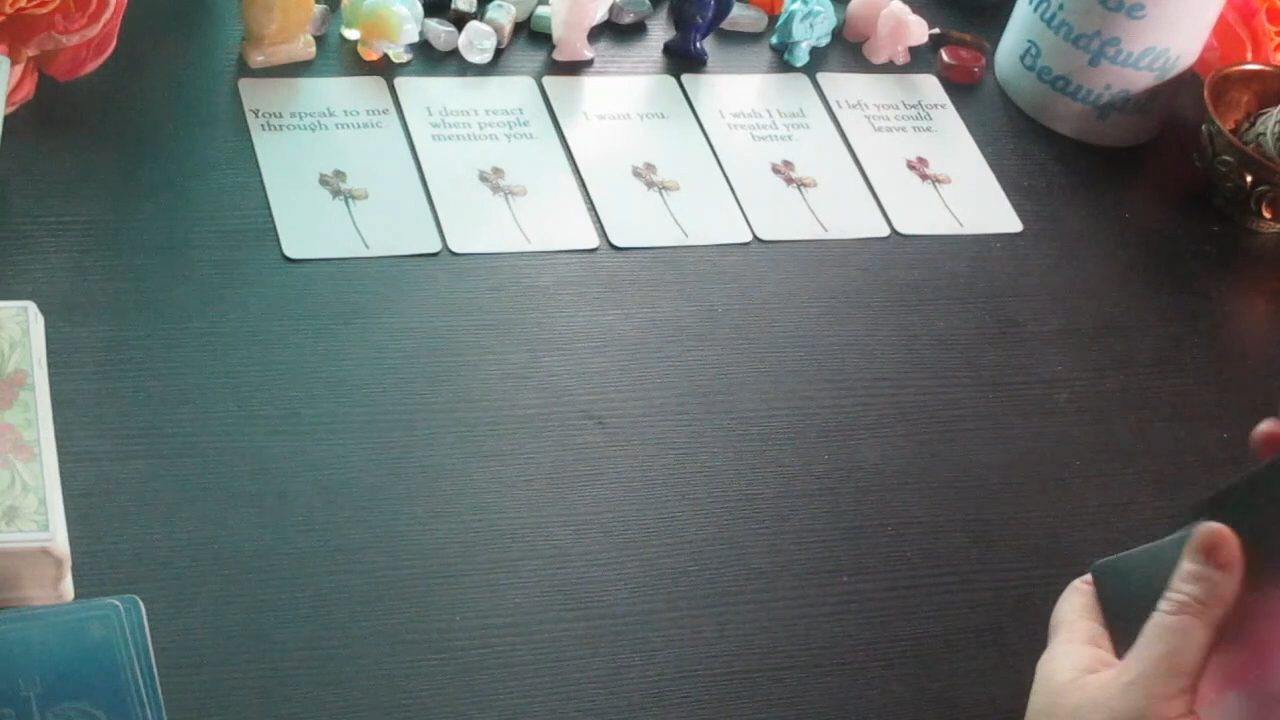 You speak to me
through music.
I don't react
when people
mention you.
I want you.
I wish I had
treated you
better.
I left you before
you could
leave me.
Be
Mindfully
Beautiful